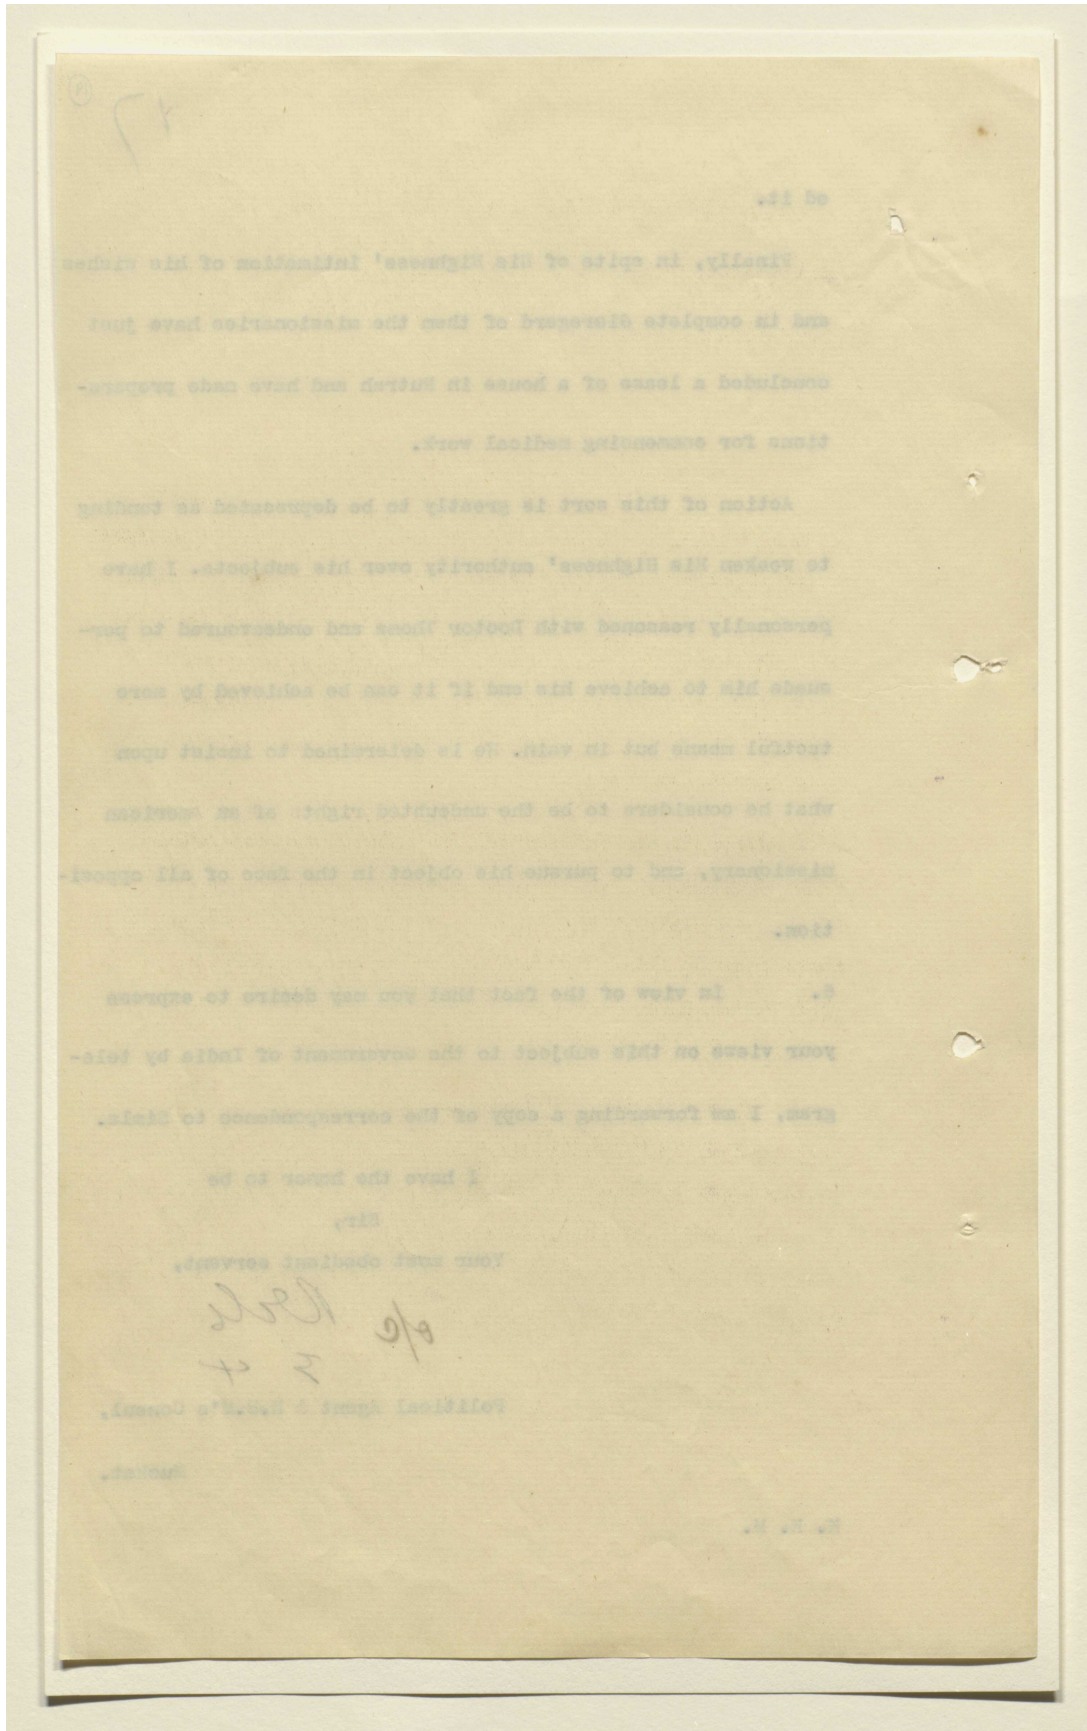 ed it.
Finally, in spite of His Highness' intimation of his wishes
and in complete disregard of them the missionaries have just
concluded a lease of a house in Mutrah and have made prepara-
tions for commencing medical work.
Action of this sort is greatly to be deprecated as tending
to weaken His Highness' authority over his subjects. I have
personally reasoned with Doctor Thoms and endeavoured to per-
suade him to achieve his end if it can be achieved by more
tactful means but in vain. He is determined to insist upon
what he considers to be the undoubted rights of an American
missionary, and to pursue his object in the face of all opposi-
tion.
6. In view of the fact that you may desire to express
your views on this subject to the Government of India by tele-
gram, I am forwarding a copy of the correspondence to Simla.
I have the honor to be
Sir,
Your most obedient servant,
Political Agent & H.B.M's Consul,
Muscat.